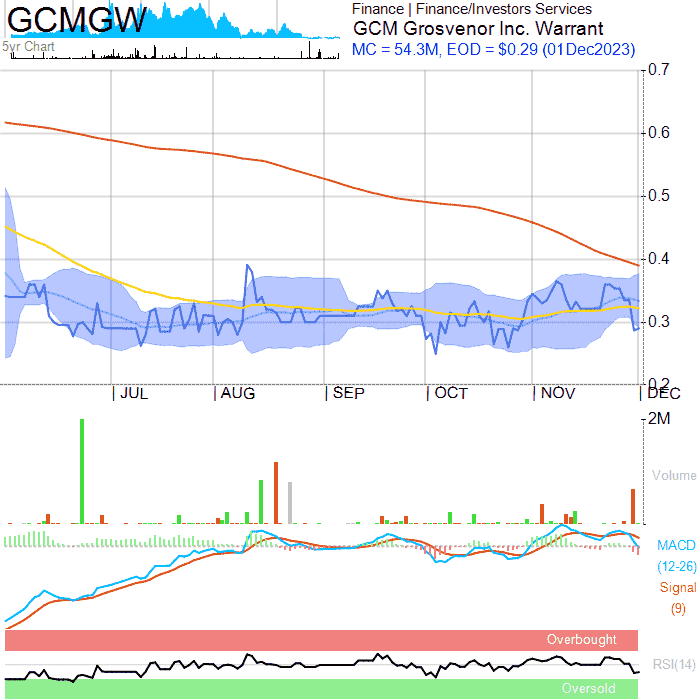 GCMGW
5yr Chart
Finance | Finance/Investors Services
GCM Grosvenor Inc. Warrant
MC = 54.3M, EOD = $0.29 (01Dec2023)
0.7
0.6
0.5
0.4
0.3
0.2
JUL
AUG
SEP
OCT
NOV
DEC
2M
Volume
MACD
(12-26)
Signal
(9)
Overbought
RSI(14)
Oversold